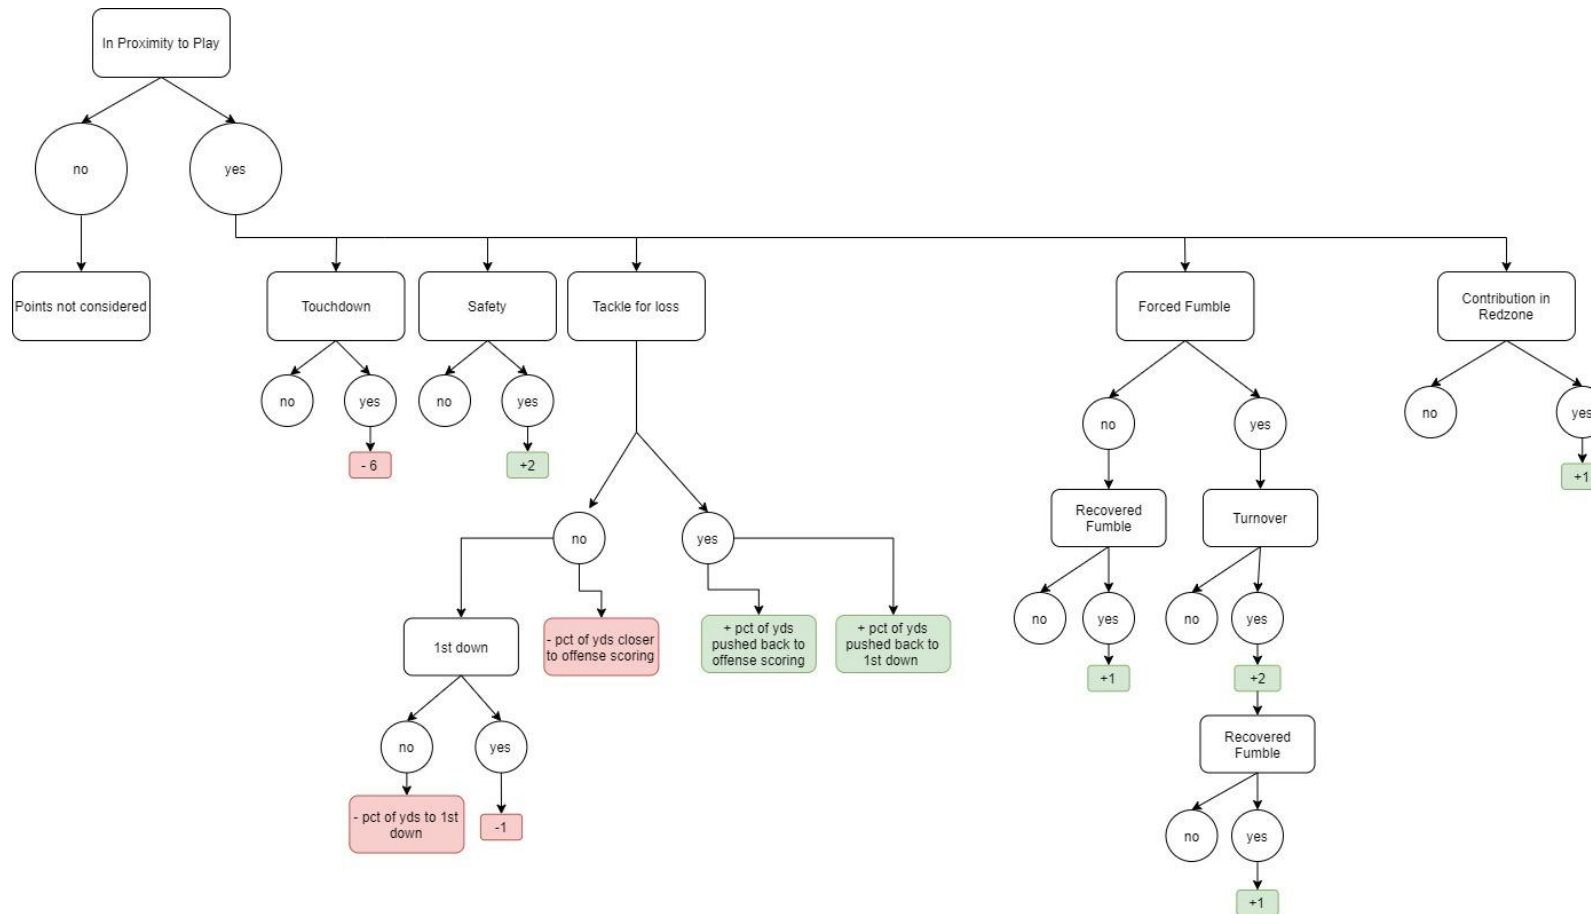 In Proximity to Play
no
yes
Points not considered
Touchdown
Safety
Tackle for loss
Forced Fumble
Contribution in
Redzone
no
yes
no
yes
no
yes
no
yes
- 6
+2
+1
Recovered
Fumble
Turnover
no
yes
1st down
- pct of yds closer
to offense scoring
+ pct of yds
pushed back to
offense scoring
+ pct of yds
pushed back to
1st down
no
yes
no
yes
+1
+2
no
yes
Recovered
Fumble
- pct of yds to 1st
down
-1
no
yes
+1